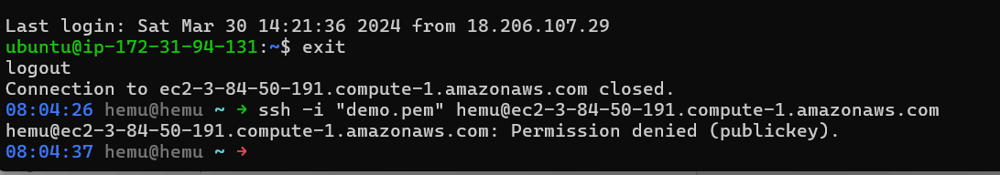 Last login: Sat Mar 30 14:21:36 2024 from 18.206.107.29
ubuntu@ip-172-31-94-131:~$ exit
logout
Connection to ec2-3-84-50-191.compute-1.amazonaws.com closed.
08:04:26 hemu@hemu ~ → ssh -i "demo.pem" hemu@ec2-3-84-50-191.compute-1.amazonaws.com
hemu@ec2-3-84-50-191.compute-1.amazonaws.com: Permission denied (publickey).
08:04:37 hemu@hemu ~ →